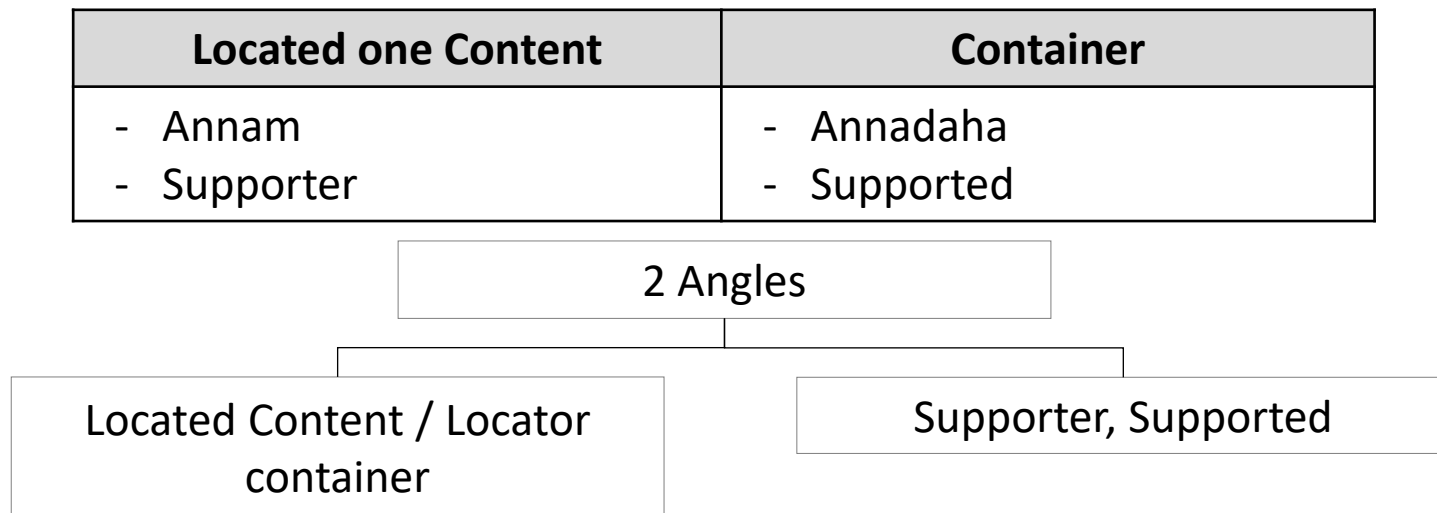 Located one Content Container
- Annam - Annadaha
- Supporter - Supported
2 Angles
Located Content / Locator
container
Supporter, Supported